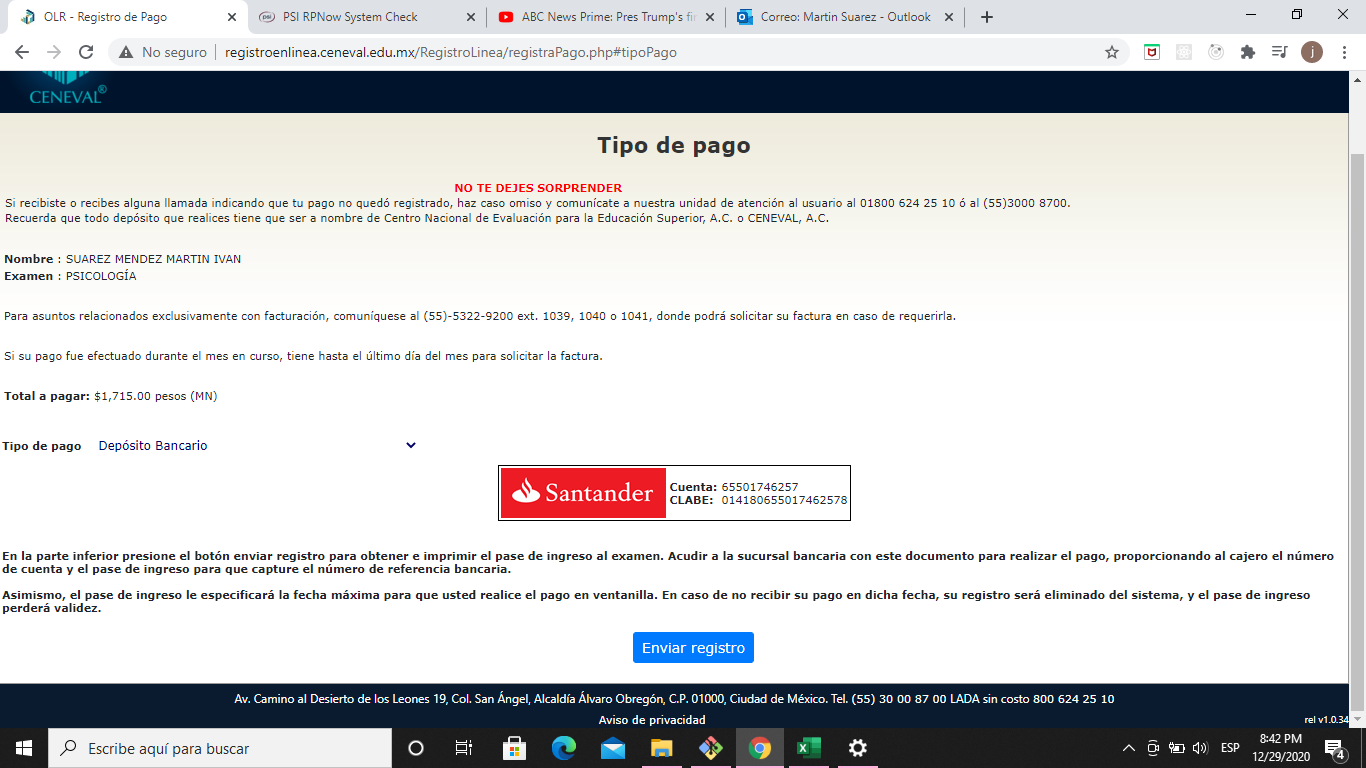 OLR - Registro de Pago
PSI RPNow System Check
ABC News Prime: Pres Trump's fi
Correo: Martin Suarez - Outlook
No seguro
registroenlinea.ceneval.edu.mx/RegistroLinea/registraPago.php#tipoPago
j
CENEVAL®
Tipo de pago
NO TE DEJES SORPRENDER
Si recibiste o recibes alguna llamada indicando que tu pago no quedó registrado, haz caso omiso y comunícate a nuestra unidad de atención al usuario al 01800 624 25 10 ó al (55)3000 8700.
Recuerda que todo depósito que realices tiene que ser a nombre de Centro Nacional de Evaluación para la Educación Superior, A.C. o CENEVAL, A.C.
Nombre : SUAREZ MENDEZ MARTIN IVAN
Examen : PSICOLOGÍA
Para asuntos relacionados exclusivamente con facturación, comuníquese al (55)-5322-9200 ext. 1039, 1040 o 1041, donde podrá solicitar su factura en caso de requerirla.
Si su pago fue efectuado durante el mes en curso, tiene hasta el último día del mes para solicitar la factura.
Total a pagar: $1,715.00 pesos (MN)
Tipo de pago Depósito Bancario
Santander
Cuenta: 65501746257
CLABE: 014180655017462578
En la parte inferior presione el botón enviar registro para obtener e imprimir el pase de ingreso al examen. Acudir a la sucursal bancaria con este documento para realizar el pago, proporcionando al cajero el número
de cuenta y el pase de ingreso para que capture el número de referencia bancaria.
Asimismo, el pase de ingreso le especificará la fecha máxima para que usted realice el pago en ventanilla. En caso de no recibir su pago en dicha fecha, su registro será eliminado del sistema, y el pase de ingreso
perderá validez.
Enviar registro
Av. Camino al Desierto de los Leones 19, Col. San Ángel, Alcaldía Álvaro Obregón, C.P. 01000, Ciudad de México. Tel. (55) 30 00 87 00 LADA sin costo 800 624 25 10
Aviso de privacidad
rel v1.0.34
Escribe aquí para buscar
ESP
8:42 PM
12/29/2020
4